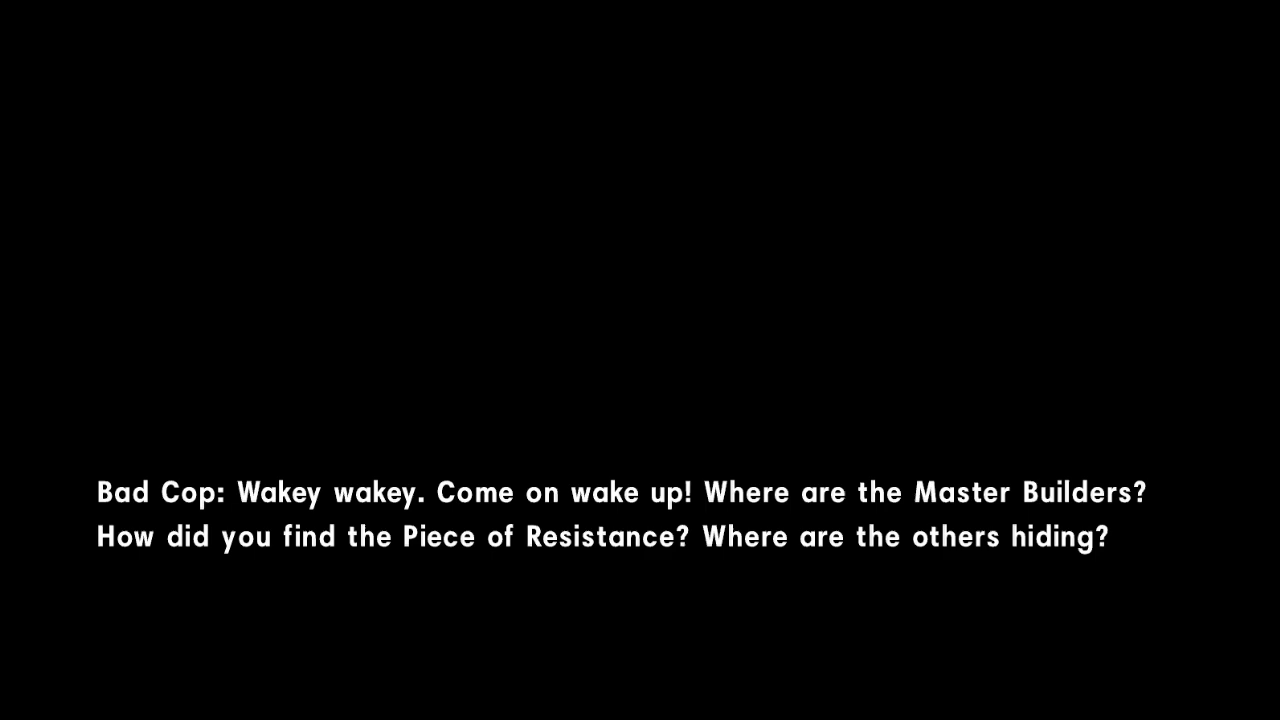 Bad Cop: Wakey wakey. Come on wake up! Where are the Master Builders?
How did you find the Piece of Resistance? Where are the others hiding?